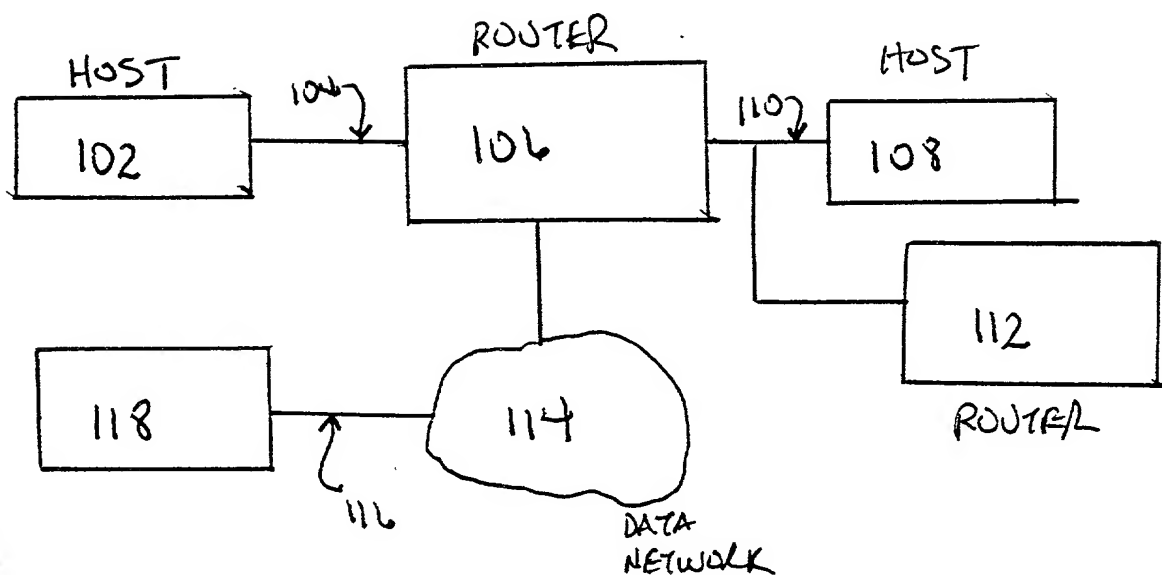 ROUTER
HOST
HOST
104
110
102
106
108
112
118
114
ROUTER
116
DATA
NETWORK